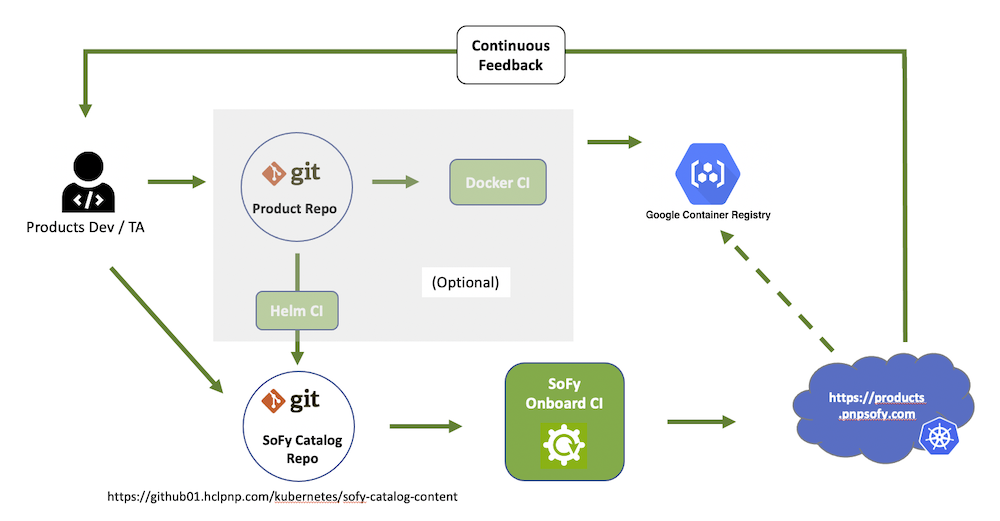 Continuous
Feedback
git
Product Repo
Docker CI
Google Container Registry
Products Dev / TA
(Optional)
Helm CI
git
SoFy Catalog
Repo
SoFy
Onboard CI
https://products
.pnpsofy.com
https://github01.hclpnp.com/kubernetes/sofy-catalog-content